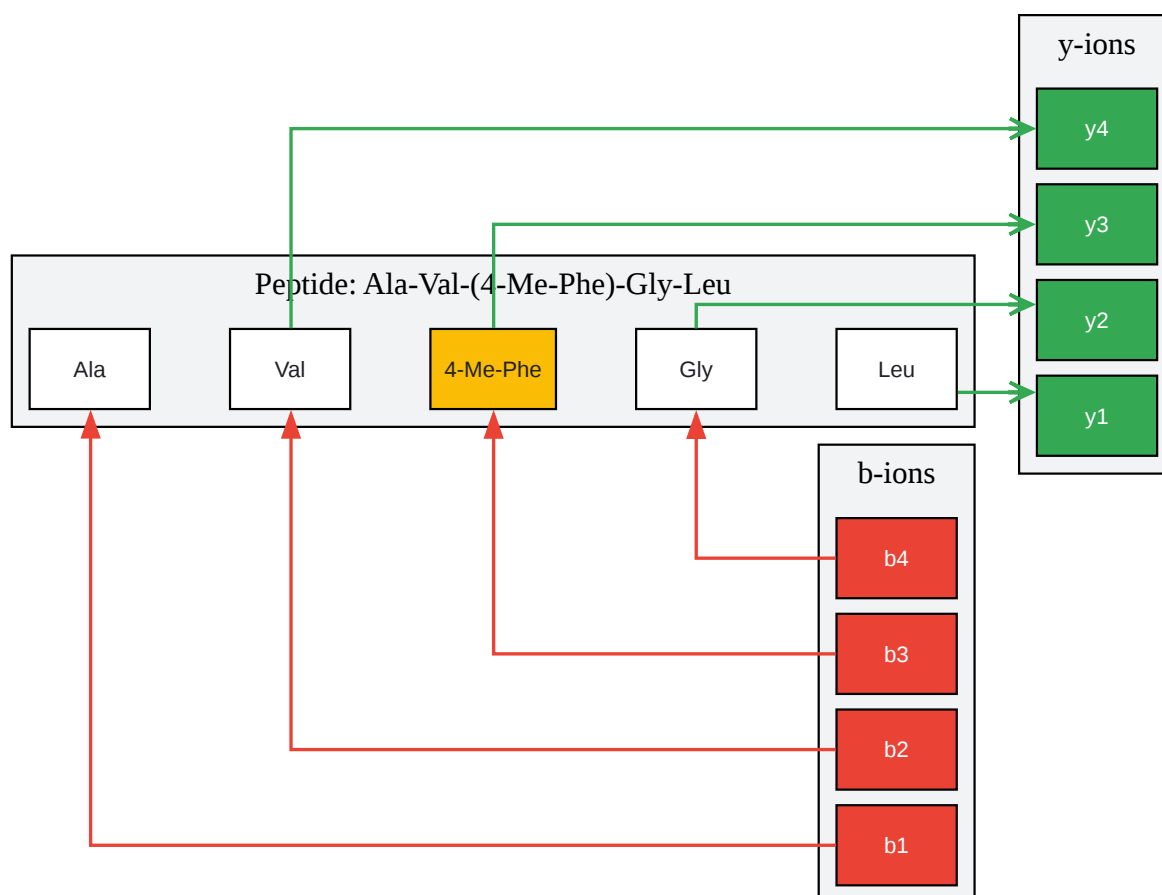 y-ions
y4
y3
Peptide: Ala-Val-(4-Me-Phe)-Gly-Leu
y2
Ala
Val
4-Me-Phe
Gly
Leu
y1
b-ions
b4
b3
b2
b1